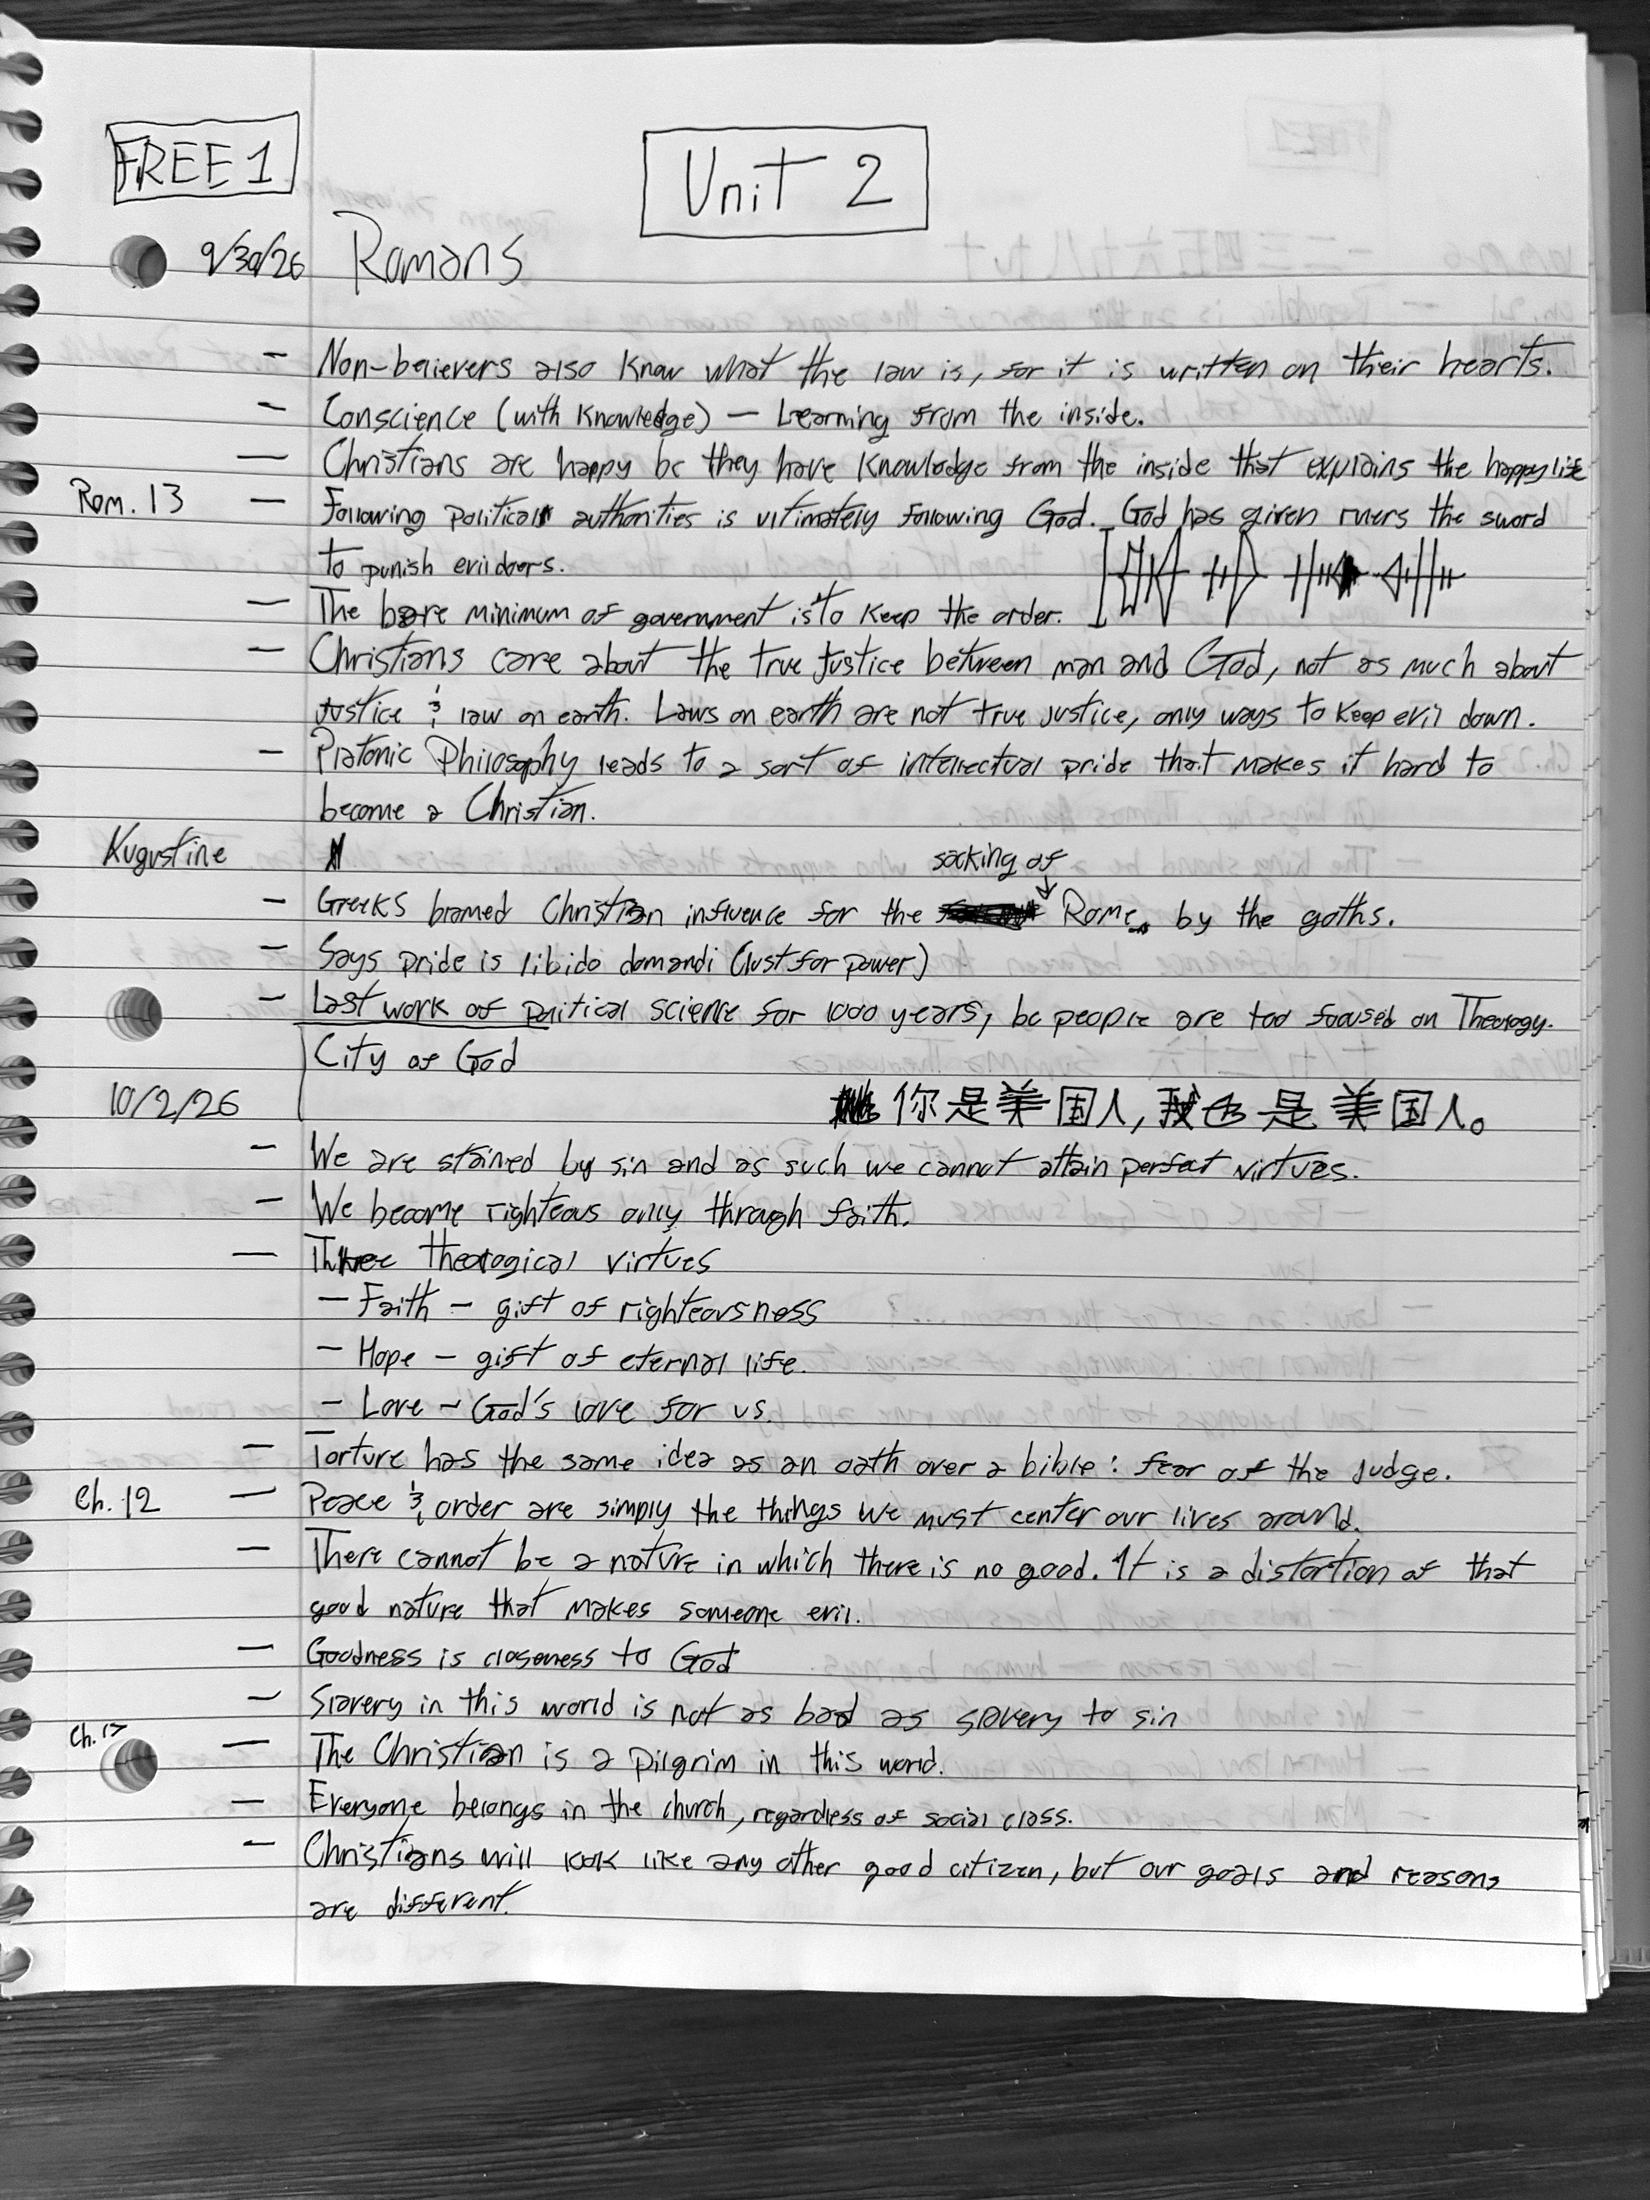 FREE 1
Unit 2
9/30/26 Romans
— Non-believers also know what the law is, for it is written on their hearts.
— Conscience (with knowledge) — Learning from the inside.
— Christians are happy bc they have knowledge from the inside that explains the happy life
Rom. 13 — Following political authorities is ultimately following God. God has given rulers the sword
to punish evildoers.
— The bare minimum of government is to keep the order.
— Christians care about the true justice between man and God, not as much about
justice & law on earth. Laws on earth are not true justice, only ways to keep evil down.
— Platonic Philosophy leads to a sort of intellectual pride that makes it hard to
become a Christian.
Augustine
sacking of
— Greeks blamed Christian influence for the Rome by the goths.
— Says pride is libido domandi (lust for power)
— Last work of political science for 1000 years, bc people are too focused on Theology.
City of God
10/2/26 你是美国人,我也是美国人。
— We are stained by sin and as such we cannot attain perfect virtues.
— We become righteous only through faith.
— Three theological virtues
— Faith — gift of righteousness
— Hope — gift of eternal life.
— Love — God's love for us.
— Torture has the same idea as an oath over a bible: fear of the Judge.
Ch. 12 — Peace & order are simply the things we must center our lives around.
— There cannot be a nature in which there is no good. It is a distortion of that
good nature that makes someone evil.
— Goodness is closeness to God
— Slavery in this world is not as bad as slavery to sin
Ch. 17 — The Christian is a pilgrim in this world.
— Everyone belongs in the church, regardless of social class.
— Christians will look like any other good citizen, but our goals and reasons
are different.